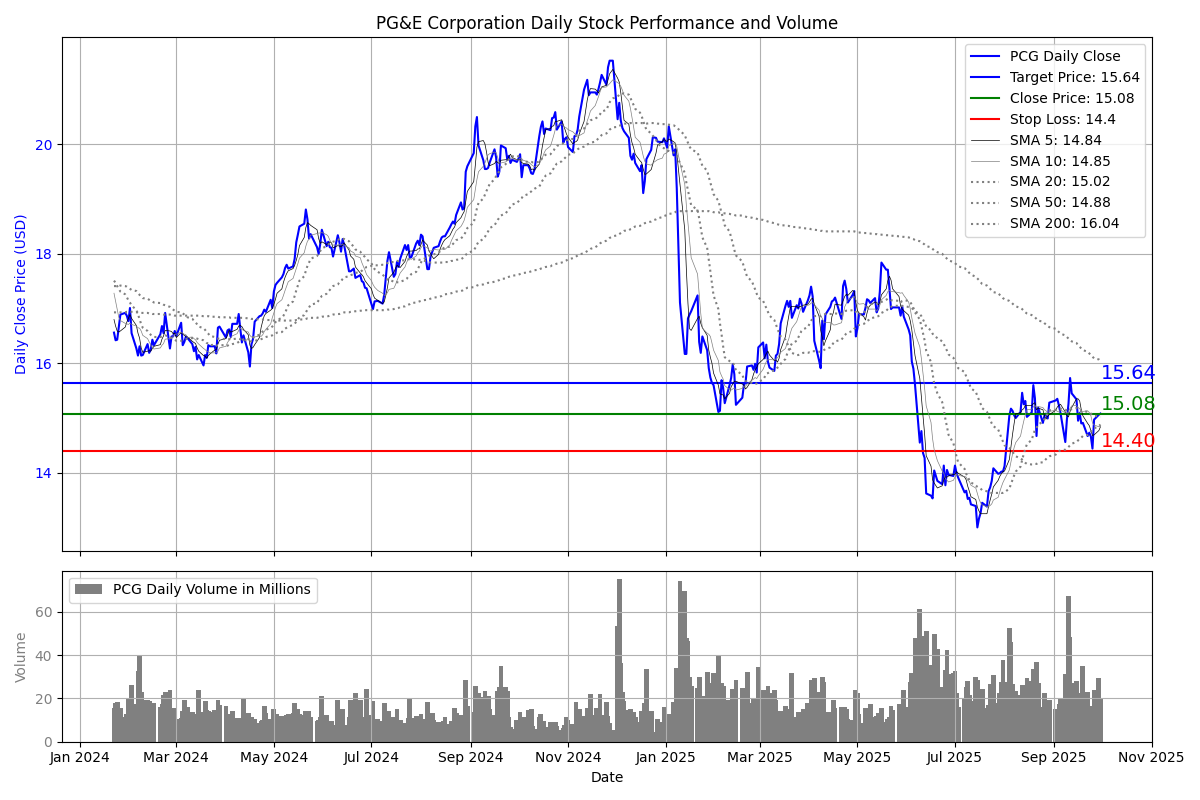 PG&E Corporation Daily Stock Performance and Volume
Daily Close Price (USD)
20
18
16
14
PCG Daily Close
Target Price: 15.64
Close Price: 15.08
Stop Loss: 14.4
SMA 5: 14.84
SMA 10: 14.85
SMA 20: 15.02
SMA 50: 14.88
SMA 200: 16.04
15.64
15.08
14.40
PCG Daily Volume in Millions
Volume
60
40
20
0
Jan 2024 Mar 2024 May 2024 Jul 2024 Sep 2024 Nov 2024 Jan 2025 Mar 2025 May 2025 Jul 2025 Sep 2025 Nov 2025
Date